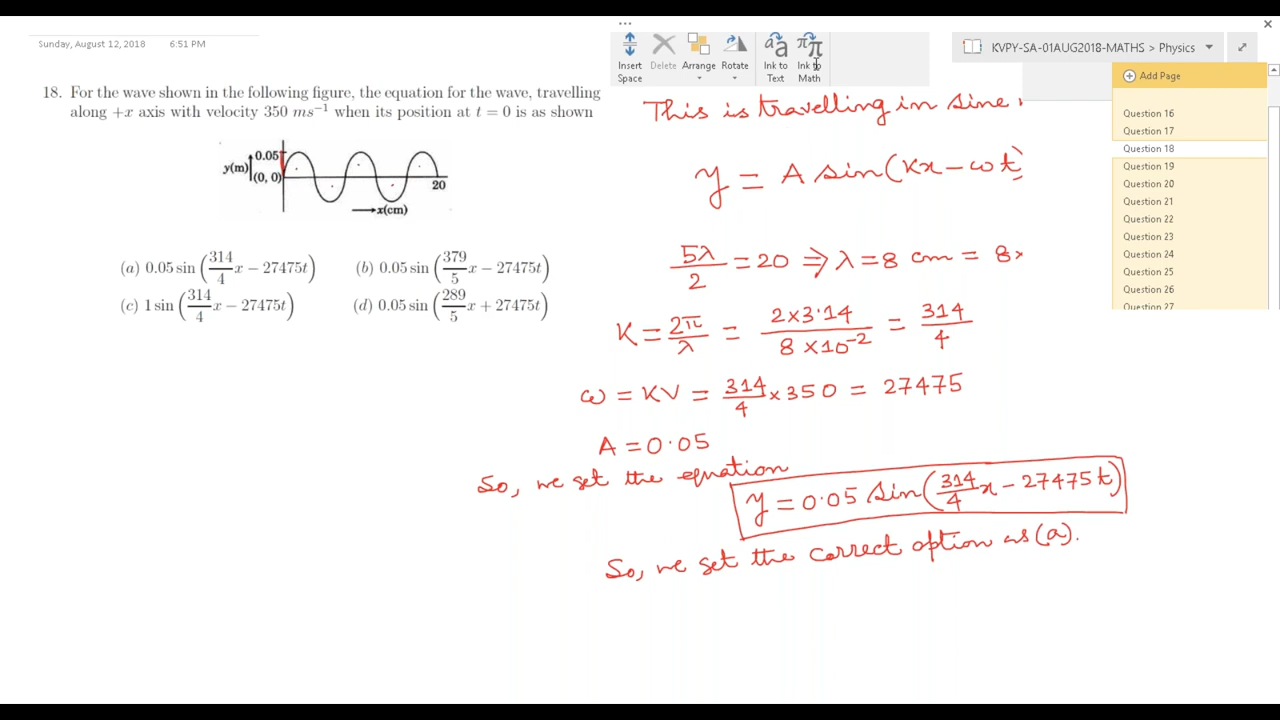 Sunday, August 12, 2018 6:51 PM
18. For the wave shown in the following figure, the equation for the wave, travelling
along +x axis with velocity 350 ms⁻¹ when its position at t = 0 is as shown
y(m)
0.05
(0, 0)
20
x(cm)
(a) 0.05 sin (314/4 x − 27475t) (b) 0.05 sin (379/5 x − 27475t)
(c) 1 sin (314/4 x − 27475t) (d) 0.05 sin (289/5 x + 27475t)
Insert Space
Delete
Arrange
Rotate
Ink to Text
Ink to Math
KVPY-SA-01AUG2018-MATHS > Physics
Add Page
Question 16
Question 17
Question 18
Question 19
Question 20
Question 21
Question 22
Question 23
Question 24
Question 25
Question 26
Question 27
This is travelling in sine
y = A sin(Kx − ωt)
5λ/2 = 20 ⇒ λ = 8 cm = 8×
K = 2π/λ = 2×3·14/8×10⁻² = 314/4
ω = KV = 314/4 × 350 = 27475
A = 0·05
So, we get the equation
y = 0·05 sin(314/4 x − 27475t)
So, we get the correct option as (a).